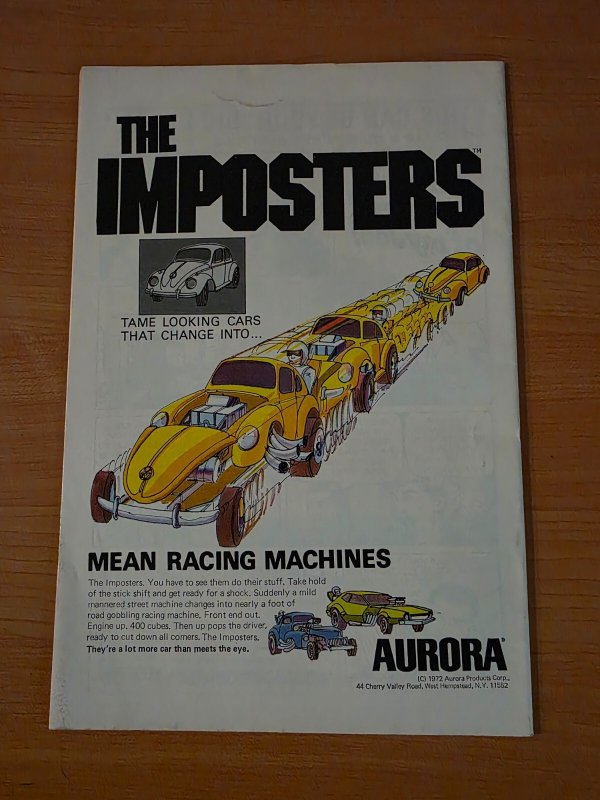 THE
IMPOSTERS™
TAME LOOKING CARS
THAT CHANGE INTO...
MEAN RACING MACHINES
The Imposters. You have to see them do their stuff. Take hold
of the stick shift and get ready for a shock. Suddenly a mild
mannered street machine changes into nearly a foot of
road gobbling racing machine. Front end out.
Engine up. 400 cubes. Then up pops the driver,
ready to cut down all comers. The Imposters.
They're a lot more car than meets the eye.
AURORA®
(C) 1972 Aurora Products Corp.,
44 Cherry Valley Road, West Hempstead, N.Y. 11552